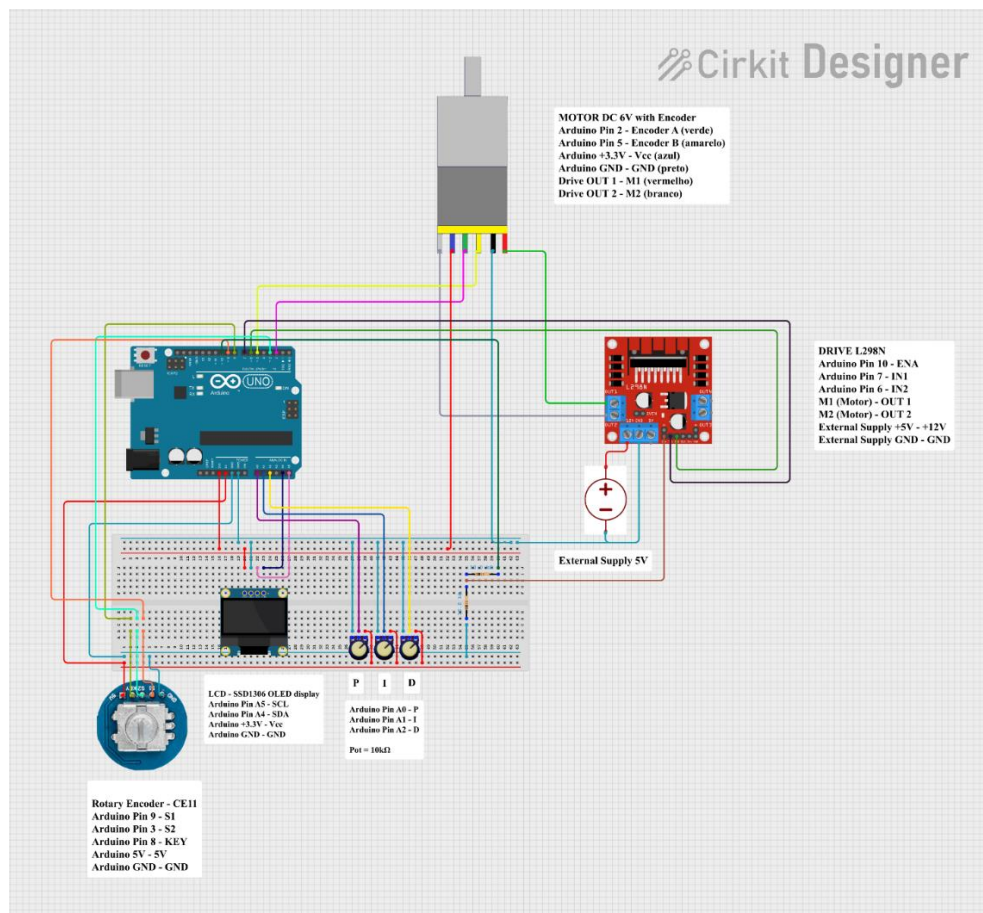 Cirkit Designer
MOTOR DC 6V with Encoder
Arduino Pin 2 - Encoder A (verde)
Arduino Pin 5 - Encoder B (amarelo)
Arduino +3.3V - Vcc (azul)
Arduino GND - GND (preto)
Drive OUT 1 - M1 (vermelho)
Drive OUT 2 - M2 (branco)
DRIVE L298N
Arduino Pin 10 - ENA
Arduino Pin 7 - IN1
Arduino Pin 6 - IN2
M1 (Motor) - OUT 1
M2 (Motor) - OUT 2
External Supply +5V - +12V
External Supply GND - GND
UNO
Arduino
L298N
OUT1
OUT2
External Supply 5V
P I D
LCD - SSD1306 OLED display
Arduino Pin A5 - SCL
Arduino Pin A4 - SDA
Arduino +3.3V - Vcc
Arduino GND - GND
Arduino Pin A0 - P
Arduino Pin A1 - I
Arduino Pin A2 - D
Pot = 10kΩ
Rotary Encoder - CE11
Arduino Pin 9 - S1
Arduino Pin 3 - S2
Arduino Pin 8 - KEY
Arduino 5V - 5V
Arduino GND - GND